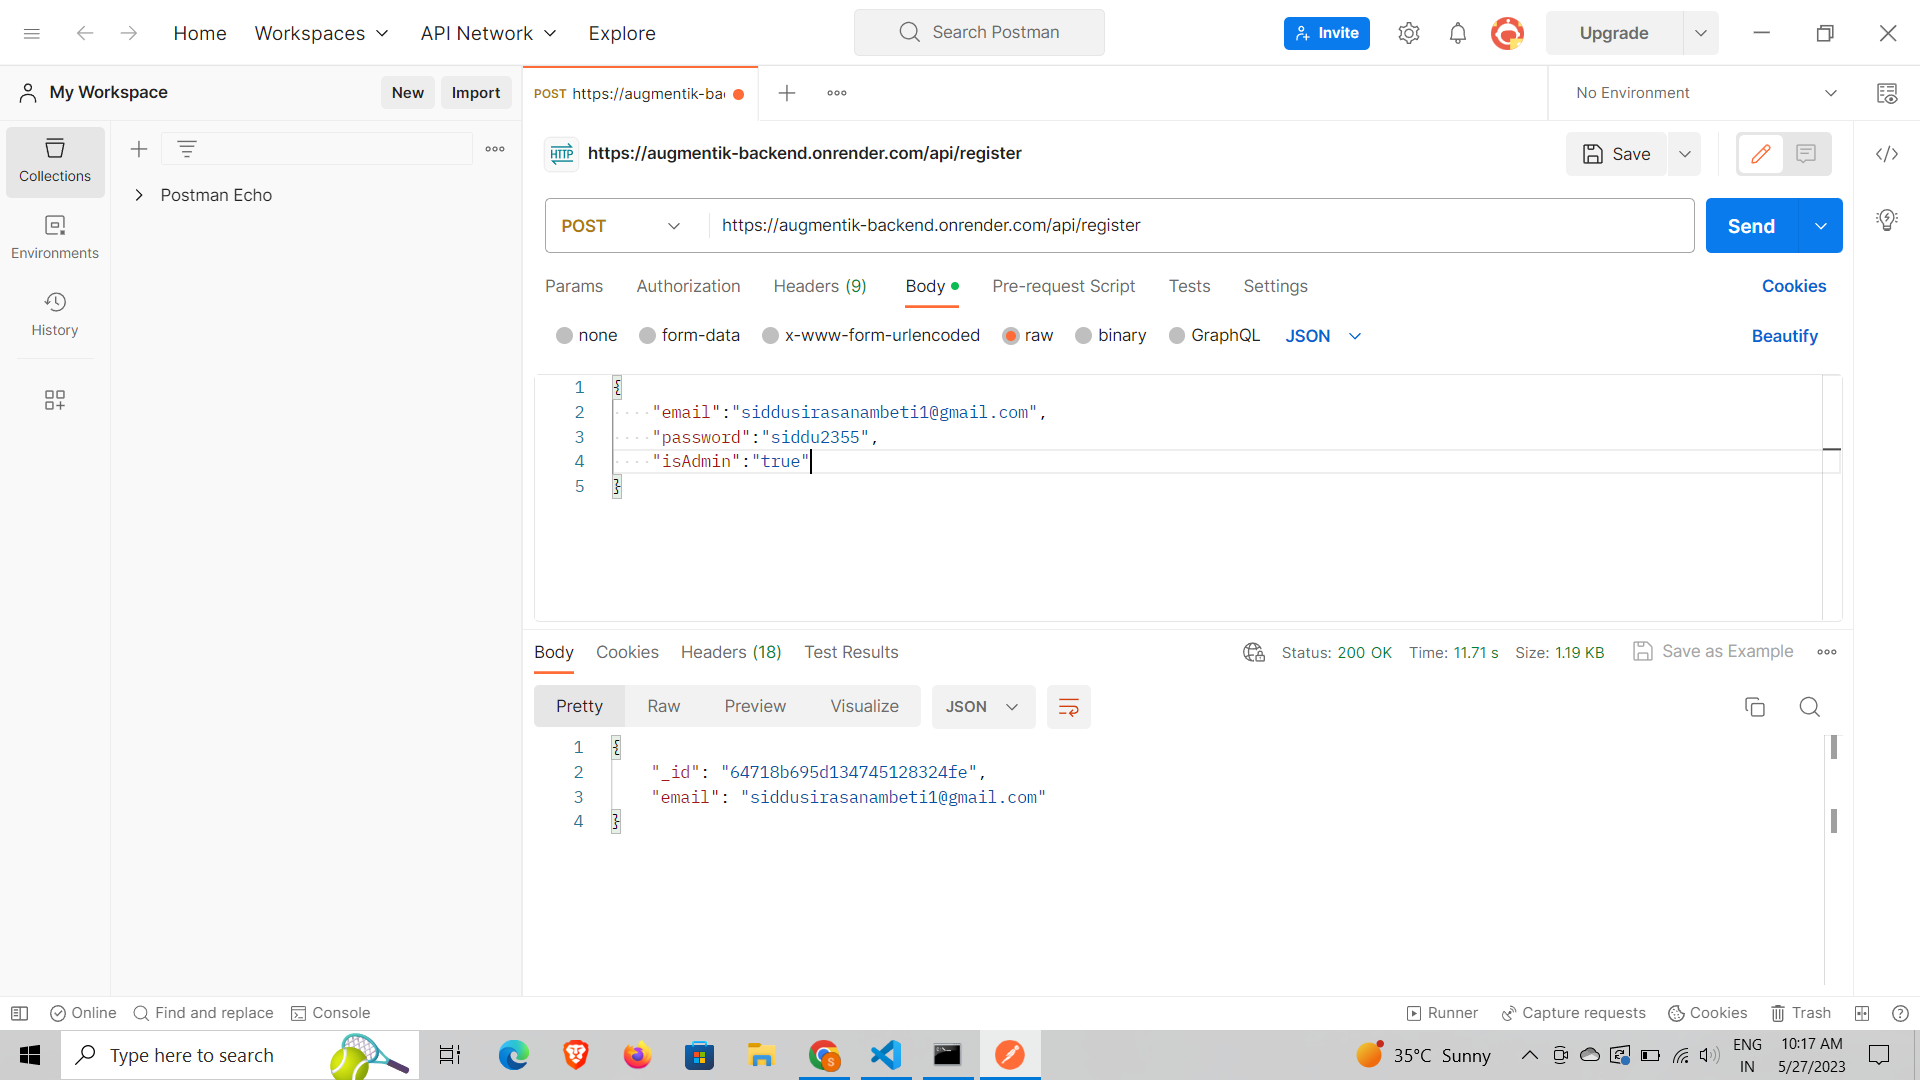 Home
Workspaces
API Network
Explore
Search Postman
Invite
Upgrade
My Workspace
New
Import
POST https://augmentik-ba
No Environment
Collections
Environments
History
Postman Echo
HTTP https://augmentik-backend.onrender.com/api/register
Save
POST
https://augmentik-backend.onrender.com/api/register
Send
Params
Authorization
Headers (9)
Body
Pre-request Script
Tests
Settings
Cookies
none
form-data
x-www-form-urlencoded
raw
binary
GraphQL
JSON
Beautify
1 {
2 "email":"siddusirasanambeti1@gmail.com",
3 "password":"siddu2355",
4 "isAdmin":"true"
5 }
Body
Cookies
Headers (18)
Test Results
Status: 200 OK
Time: 11.71 s
Size: 1.19 KB
Save as Example
Pretty
Raw
Preview
Visualize
JSON
1 {
2 "_id": "64718b695d134745128324fe",
3 "email": "siddusirasanambeti1@gmail.com"
4 }
Online
Find and replace
Console
Runner
Capture requests
Cookies
Trash
Type here to search
S
35°C Sunny
ENG
IN
10:17 AM
5/27/2023